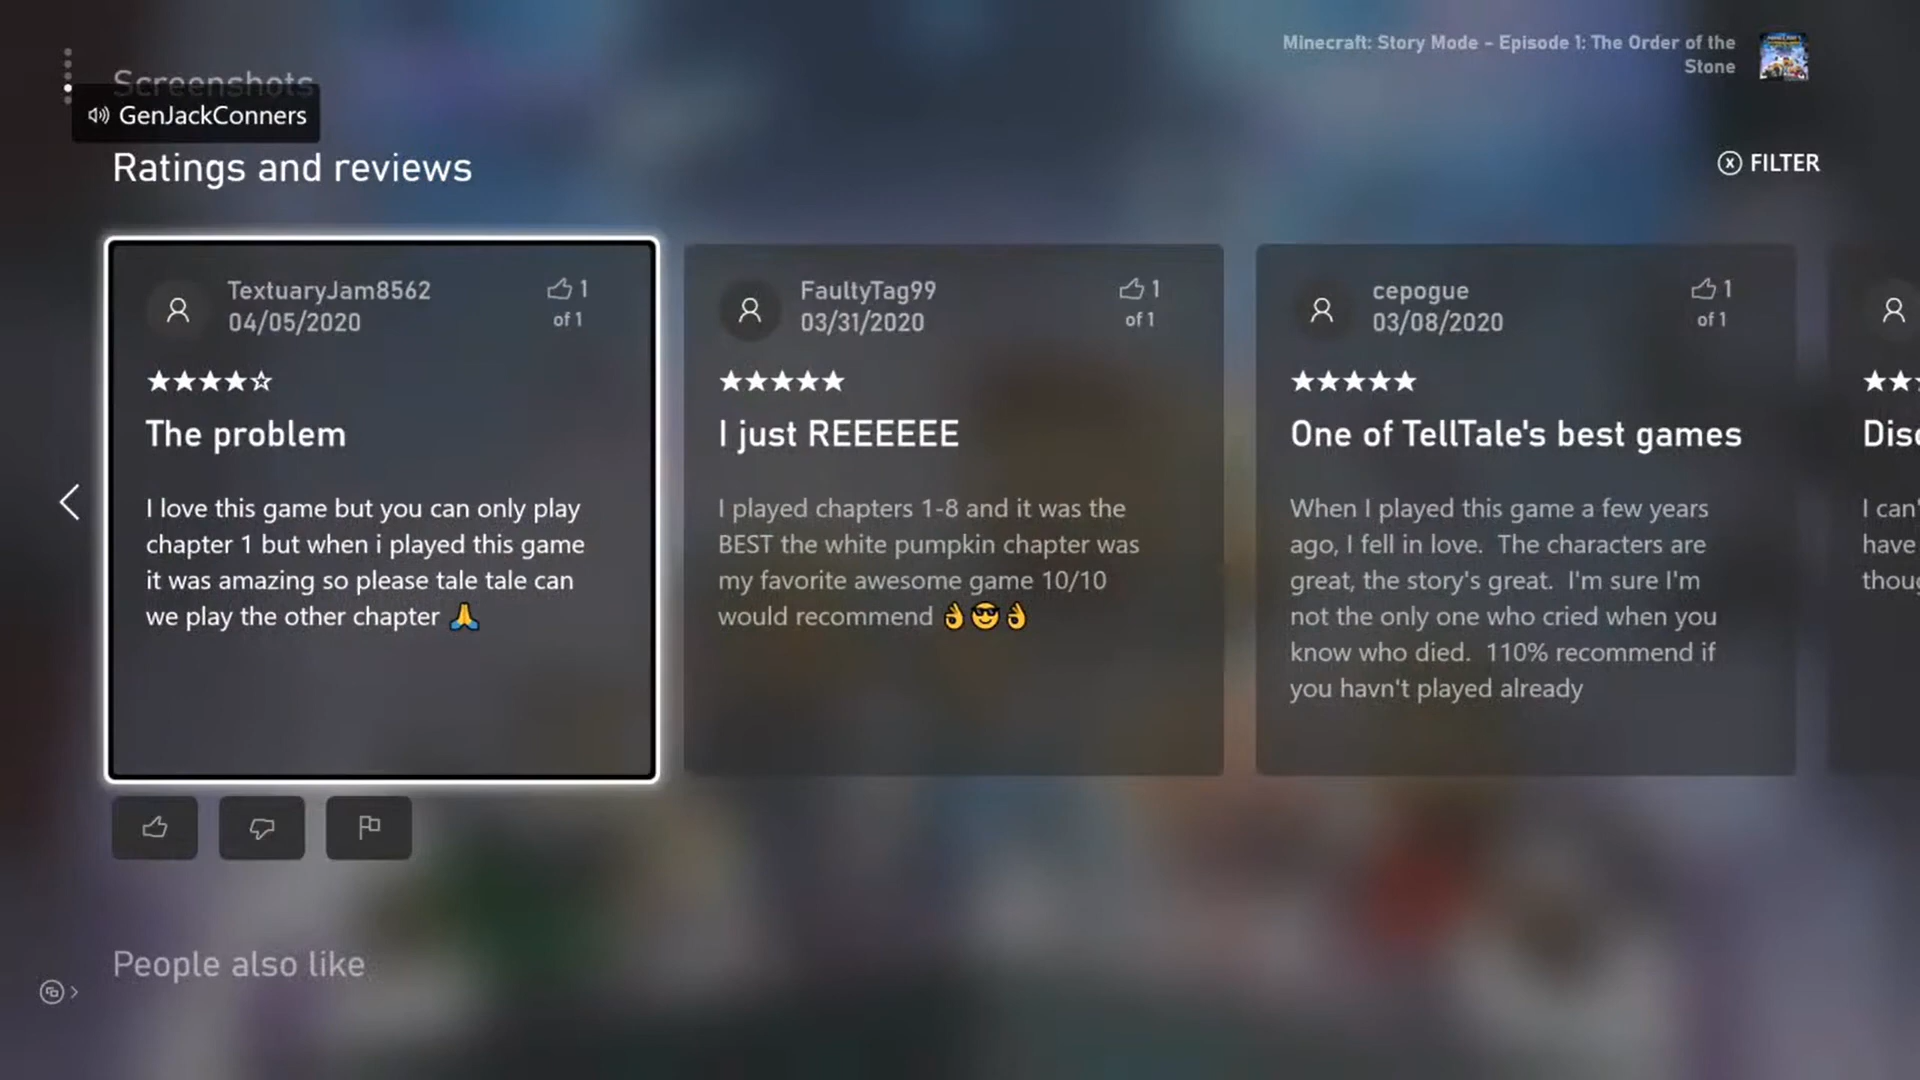 Minecraft: Story Mode - Episode 1: The Order of the
Stone
Screenshots
GenJackConners
Ratings and reviews
FILTER
TextuaryJam8562
04/05/2020
1
of 1
The problem
I love this game but you can only play
chapter 1 but when i played this game
it was amazing so please tale tale can
we play the other chapter 🙏
FaultyTag99
03/31/2020
1
of 1
I just REEEEEE
I played chapters 1-8 and it was the
BEST the white pumpkin chapter was
my favorite awesome game 10/10
would recommend 👌😎👌
cepogue
03/08/2020
1
of 1
One of TellTale's best games
When I played this game a few years
ago, I fell in love.  The characters are
great, the story's great.  I'm sure I'm
not the only one who cried when you
know who died.  110% recommend if
you havn't played already
I can'
have
People also like